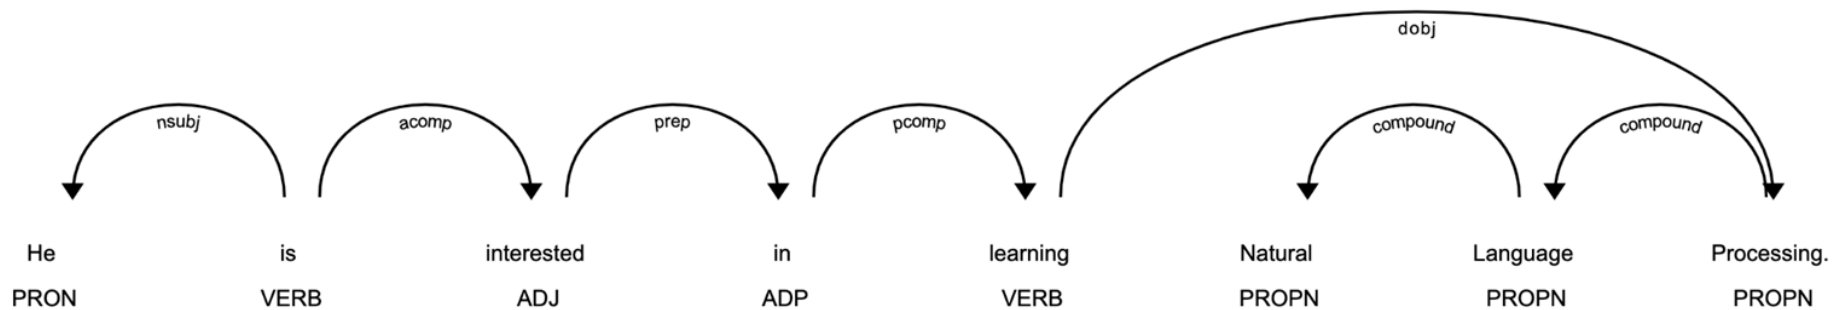 dobj
nsubj acomp prep pcomp compound compound
He is interested in learning Natural Language Processing.
PRON VERB ADJ ADP VERB PROPN PROPN PROPN